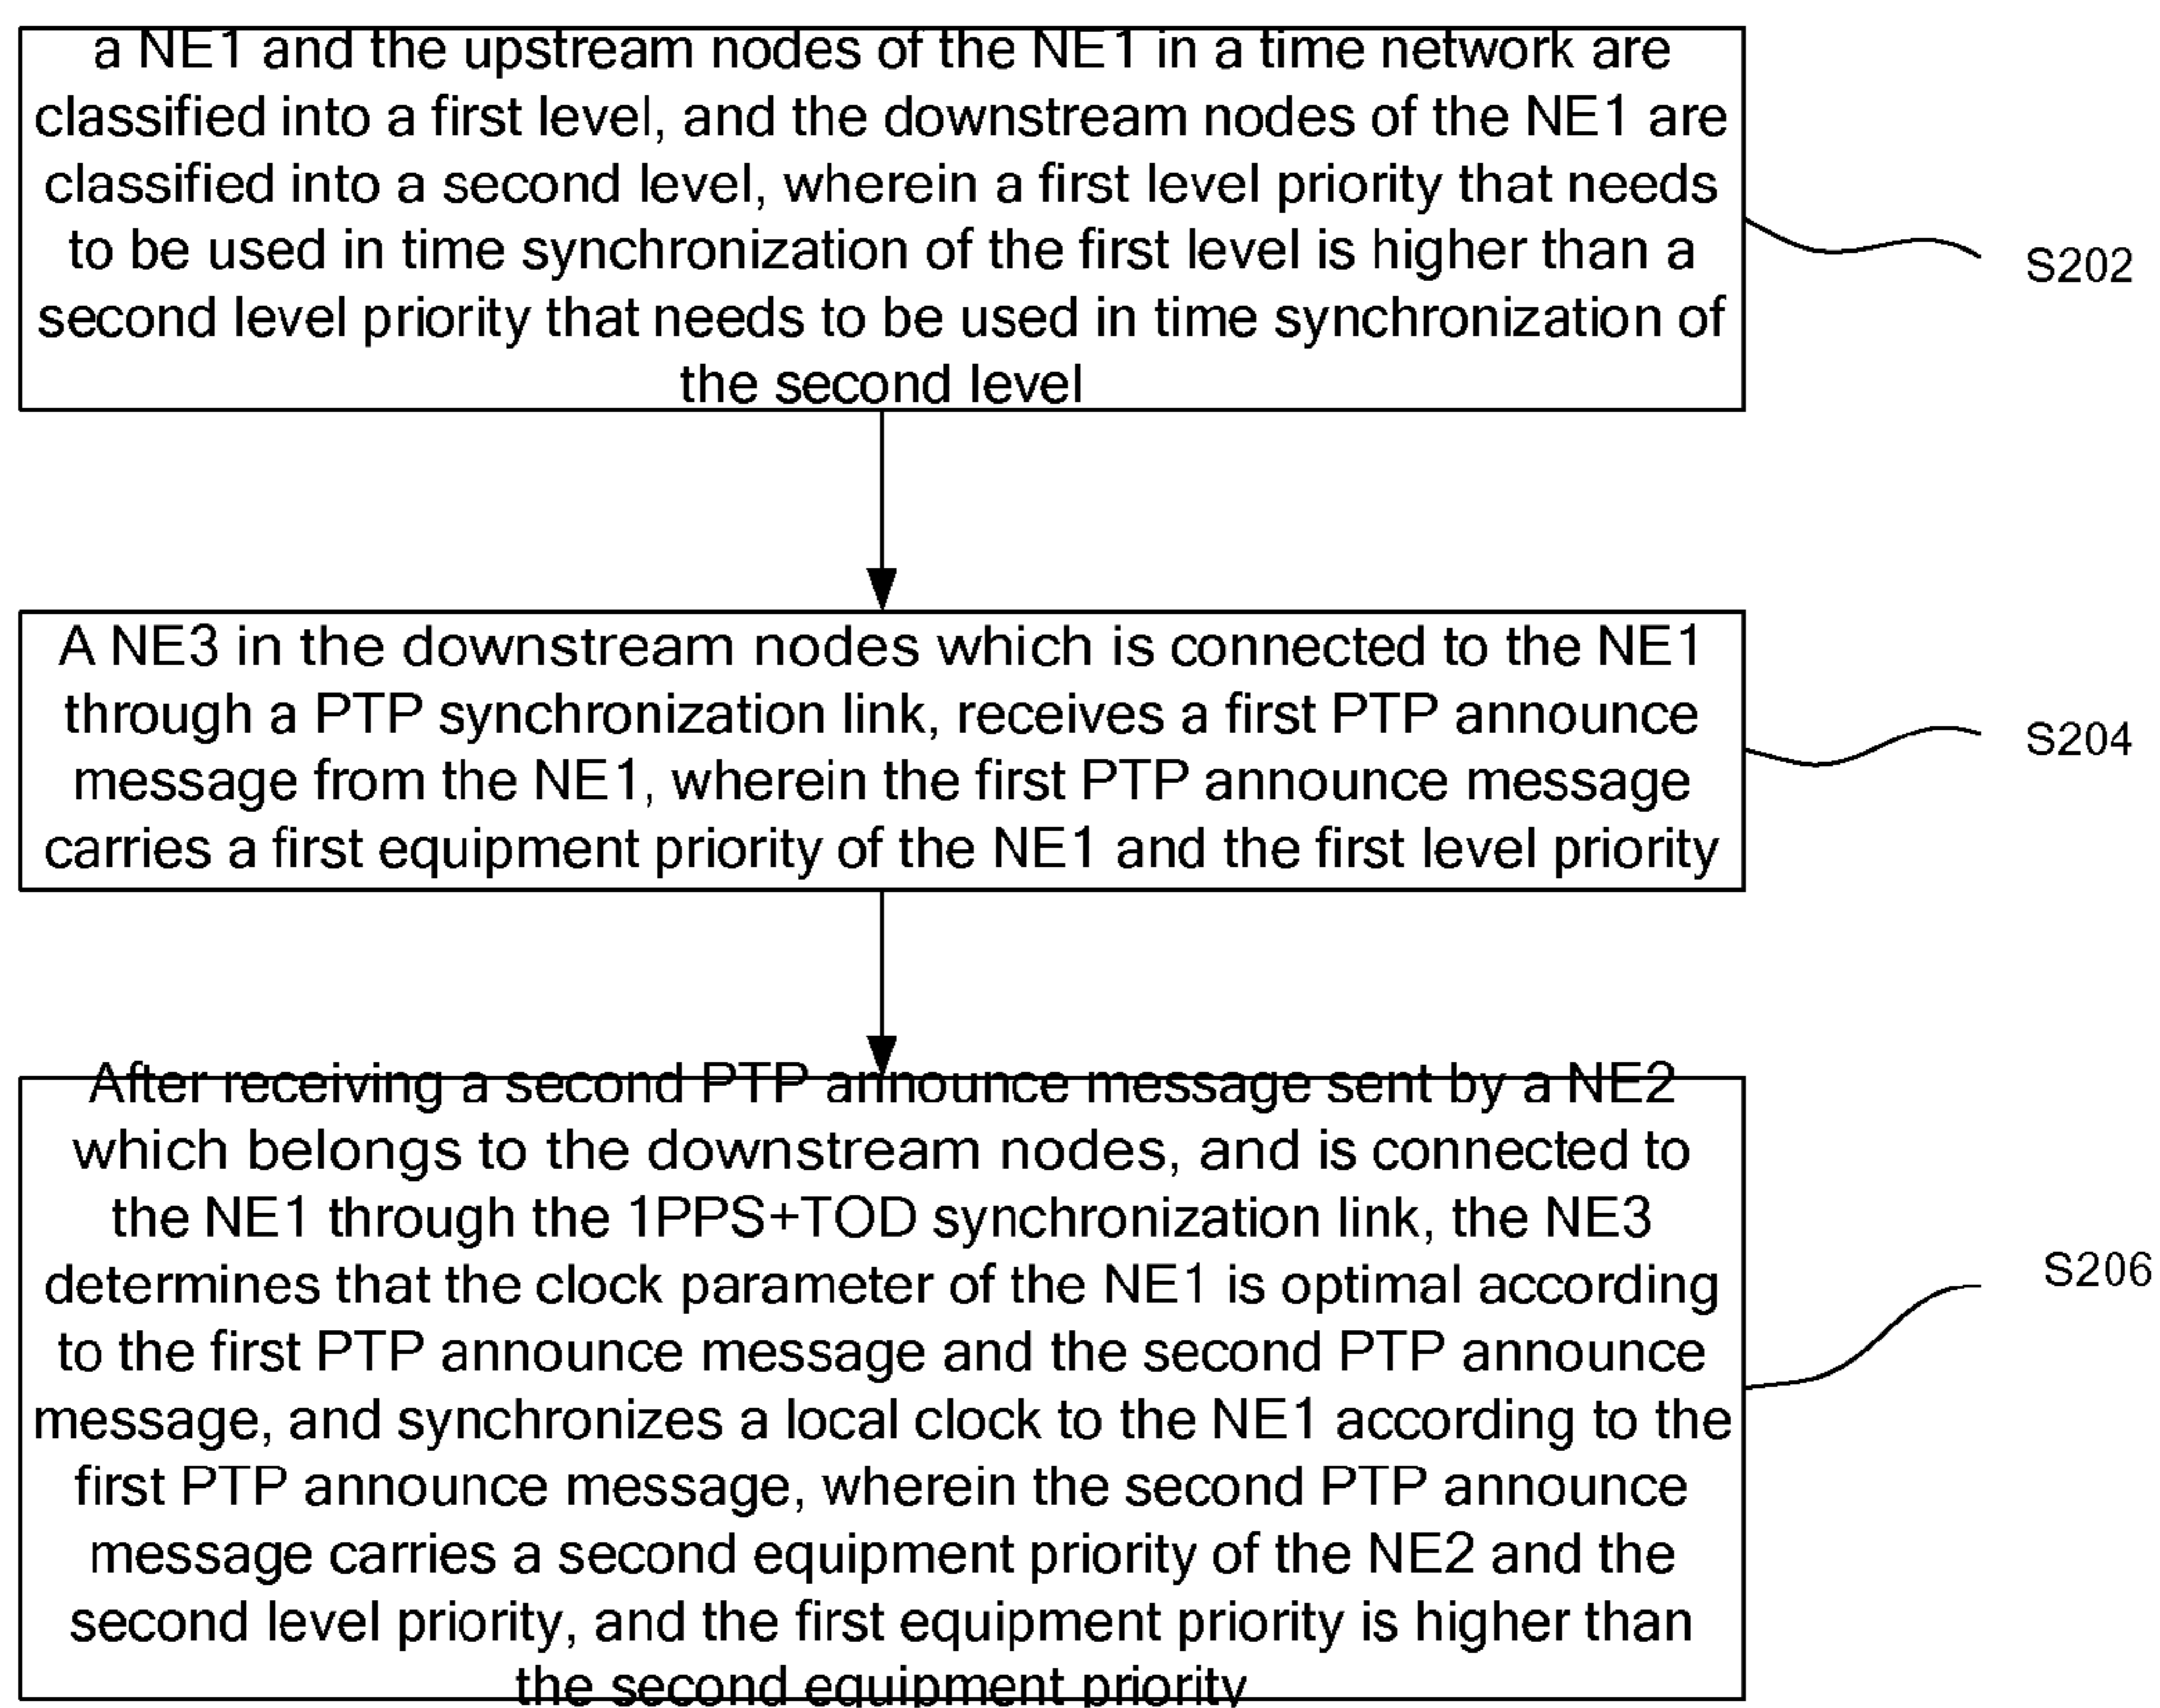 a NE1 and the upstream nodes of the NE1 in a time network are
classified into a first level, and the downstream nodes of the NE1 are
classified into a second level, wherein a first level priority that needs
to be used in time synchronization of the first level is higher than a
second level priority that needs to be used in time synchronization of
the second level
S202
A NE3 in the downstream nodes which is connected to the NE1
through a PTP synchronization link, receives a first PTP announce
message from the NE1, wherein the first PTP announce message
carries a first equipment priority of the NE1 and the first level priority
S204
After receiving a second PTP announce message sent by a NE2
which belongs to the downstream nodes, and is connected to
the NE1 through the 1PPS+TOD synchronization link, the NE3
determines that the clock parameter of the NE1 is optimal according
to the first PTP announce message and the second PTP announce
message, and synchronizes a local clock to the NE1 according to the
first PTP announce message, wherein the second PTP announce
message carries a second equipment priority of the NE2 and the
second level priority, and the first equipment priority is higher than
the second equipment priority
S206